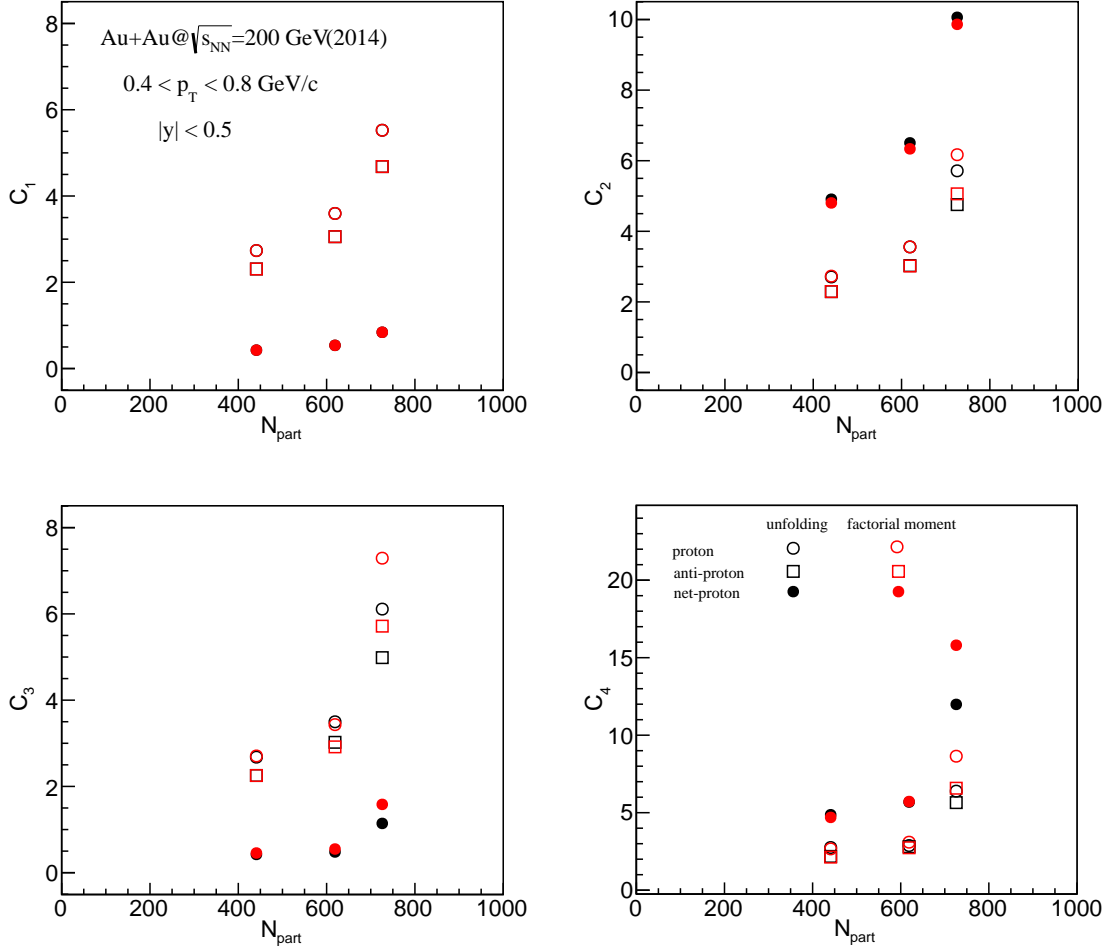 8
6
4
2
0
C1
Au+Au@√sNN=200 GeV(2014)
0.4 < pT < 0.8 GeV/c
|y| < 0.5
0 200 400 600 800 1000
Npart
10
8
6
4
2
0
C2
0 200 400 600 800 1000
Npart
8
6
4
2
0
C3
0 200 400 600 800 1000
Npart
20
15
10
5
0
C4
unfolding factorial moment
proton
anti-proton
net-proton
0 200 400 600 800 1000
Npart